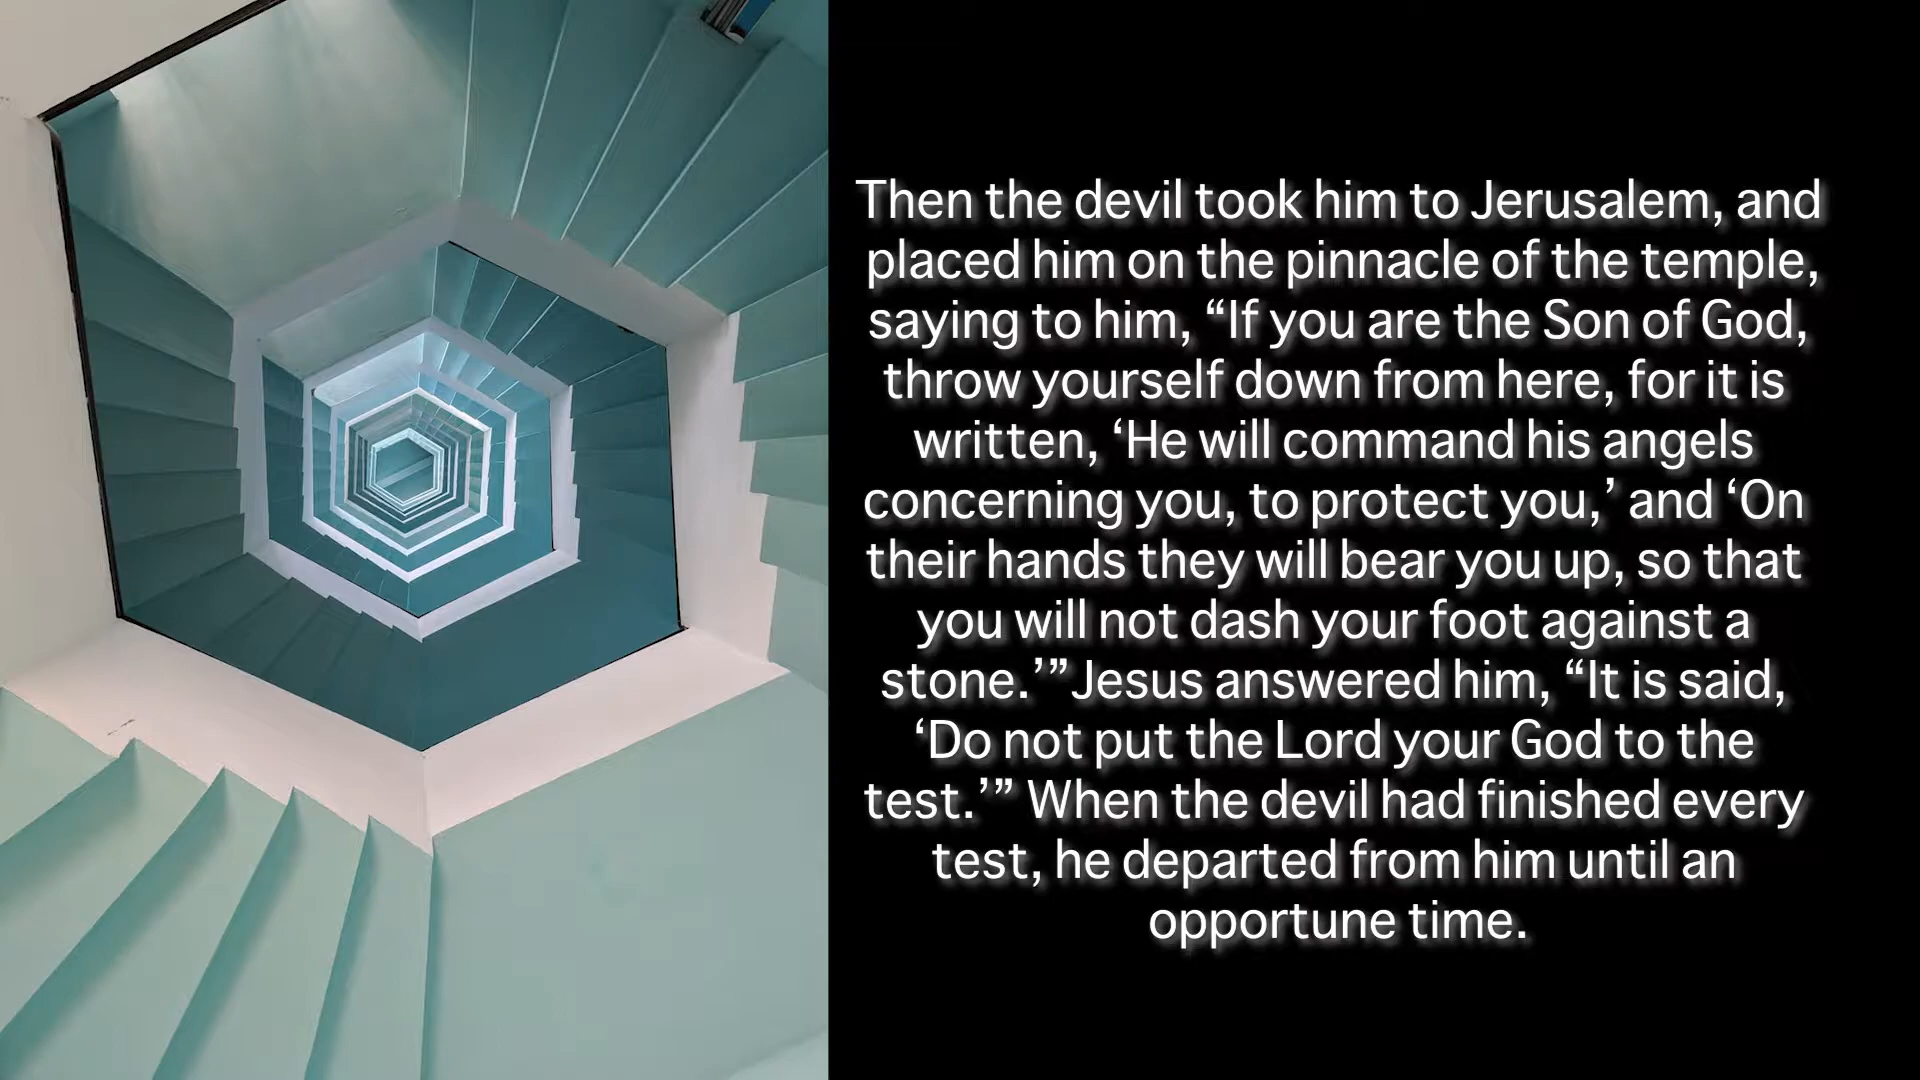 Then the devil took him to Jerusalem, and
placed him on the pinnacle of the temple,
saying to him, “If you are the Son of God,
throw yourself down from here, for it is
written, ‘He will command his angels
concerning you, to protect you,’ and ‘On
their hands they will bear you up, so that
you will not dash your foot against a
stone.’”Jesus answered him, “It is said,
‘Do not put the Lord your God to the
test.’” When the devil had finished every
test, he departed from him until an
opportune time.